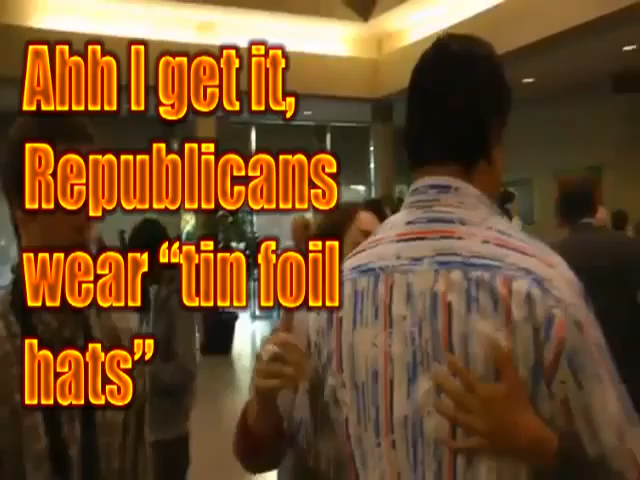 Ahh I get it,
Republicans
wear “tin foil
hats”